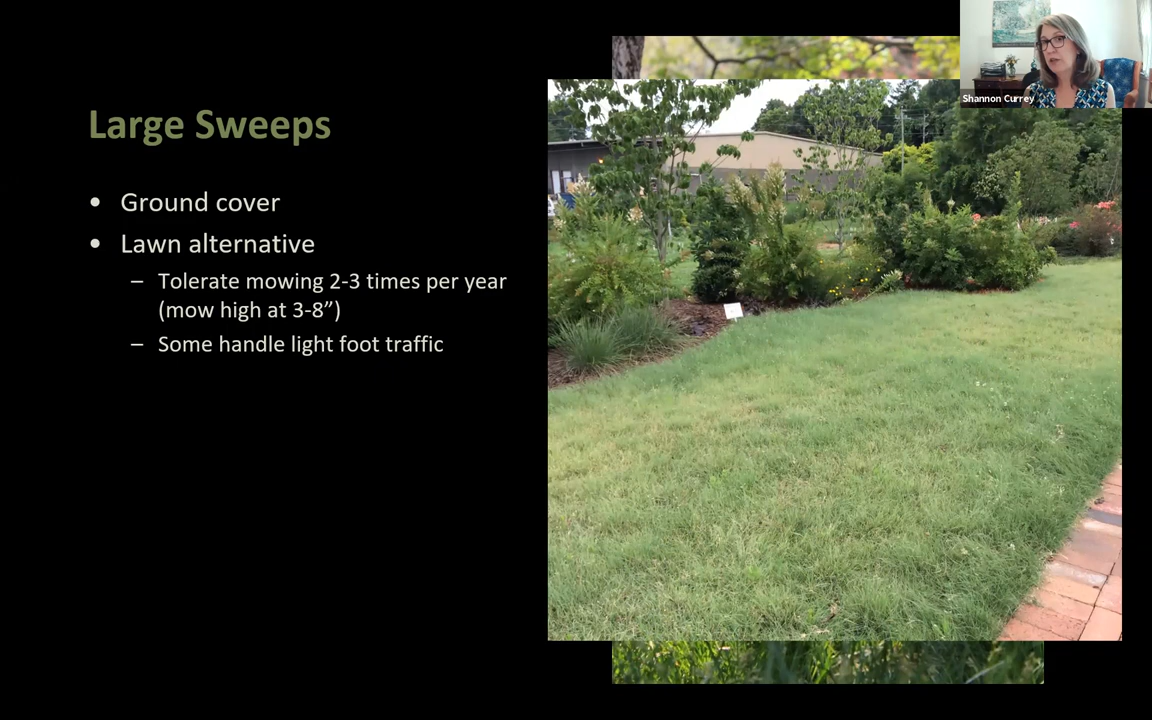 Shannon Currey
Large Sweeps
• Ground cover
• Lawn alternative
– Tolerate mowing 2-3 times per year
(mow high at 3-8”)
– Some handle light foot traffic